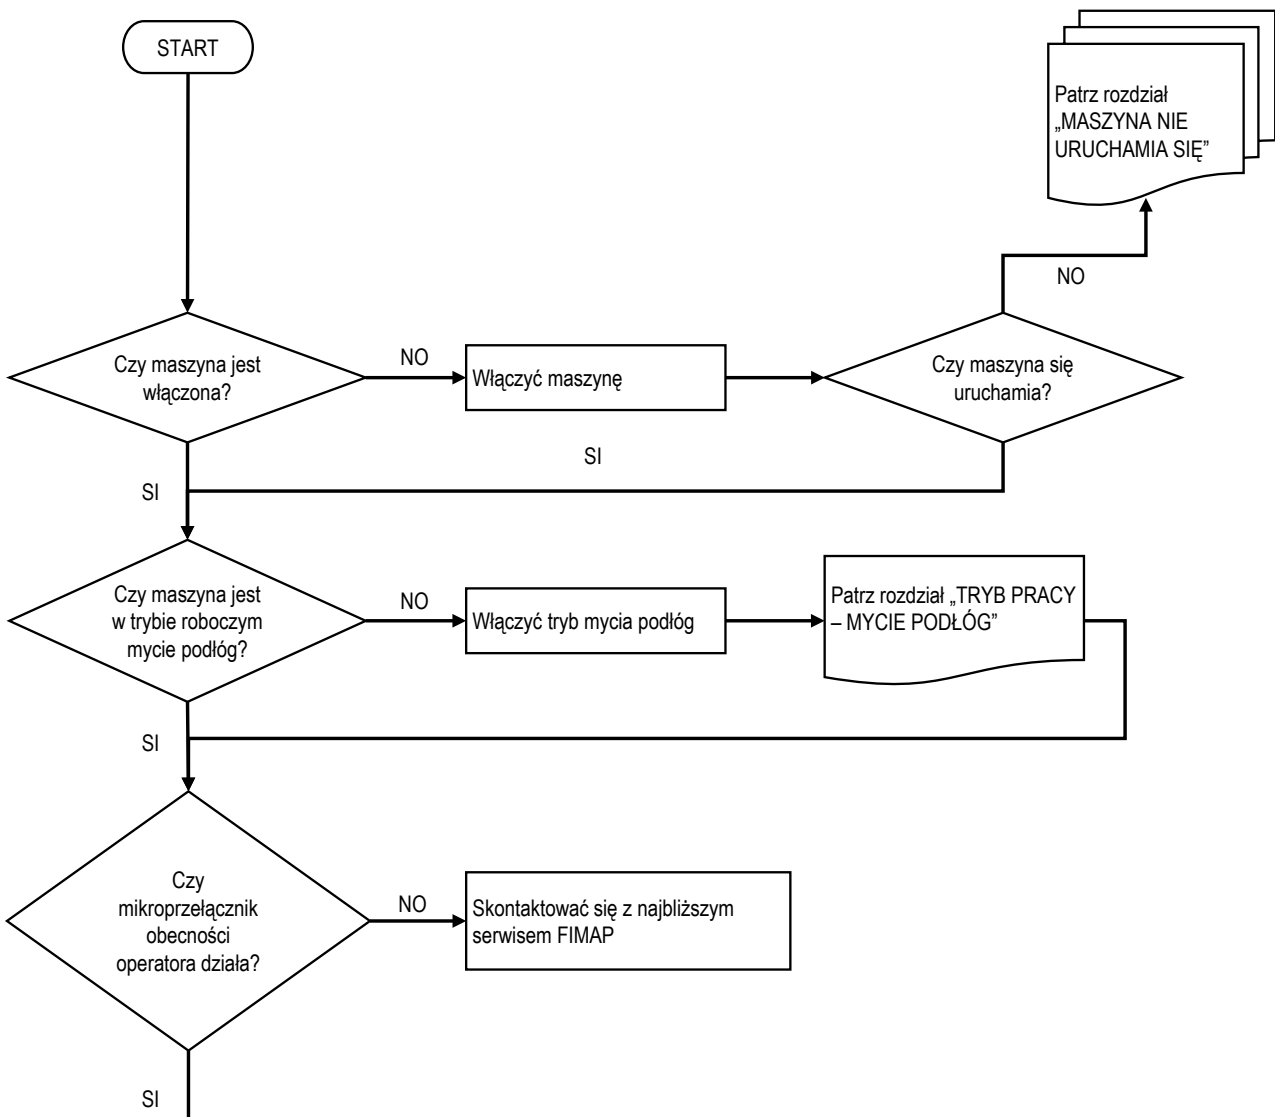 START
Patrz rozdział
„MASZYNA NIE
URUCHAMIA SIĘ”
NO
Czy maszyna jest
włączona?
NO
Włączyć maszynę
Czy maszyna się
uruchamia?
SI
SI
Czy maszyna jest
w trybie roboczym
mycie podłóg?
NO
Włączyć tryb mycia podłóg
Patrz rozdział „TRYB PRACY
– MYCIE PODŁÓG”
SI
Czy
mikroprzełącznik
obecności
operatora działa?
NO
Skontaktować się z najbliższym
serwisem FIMAP
SI